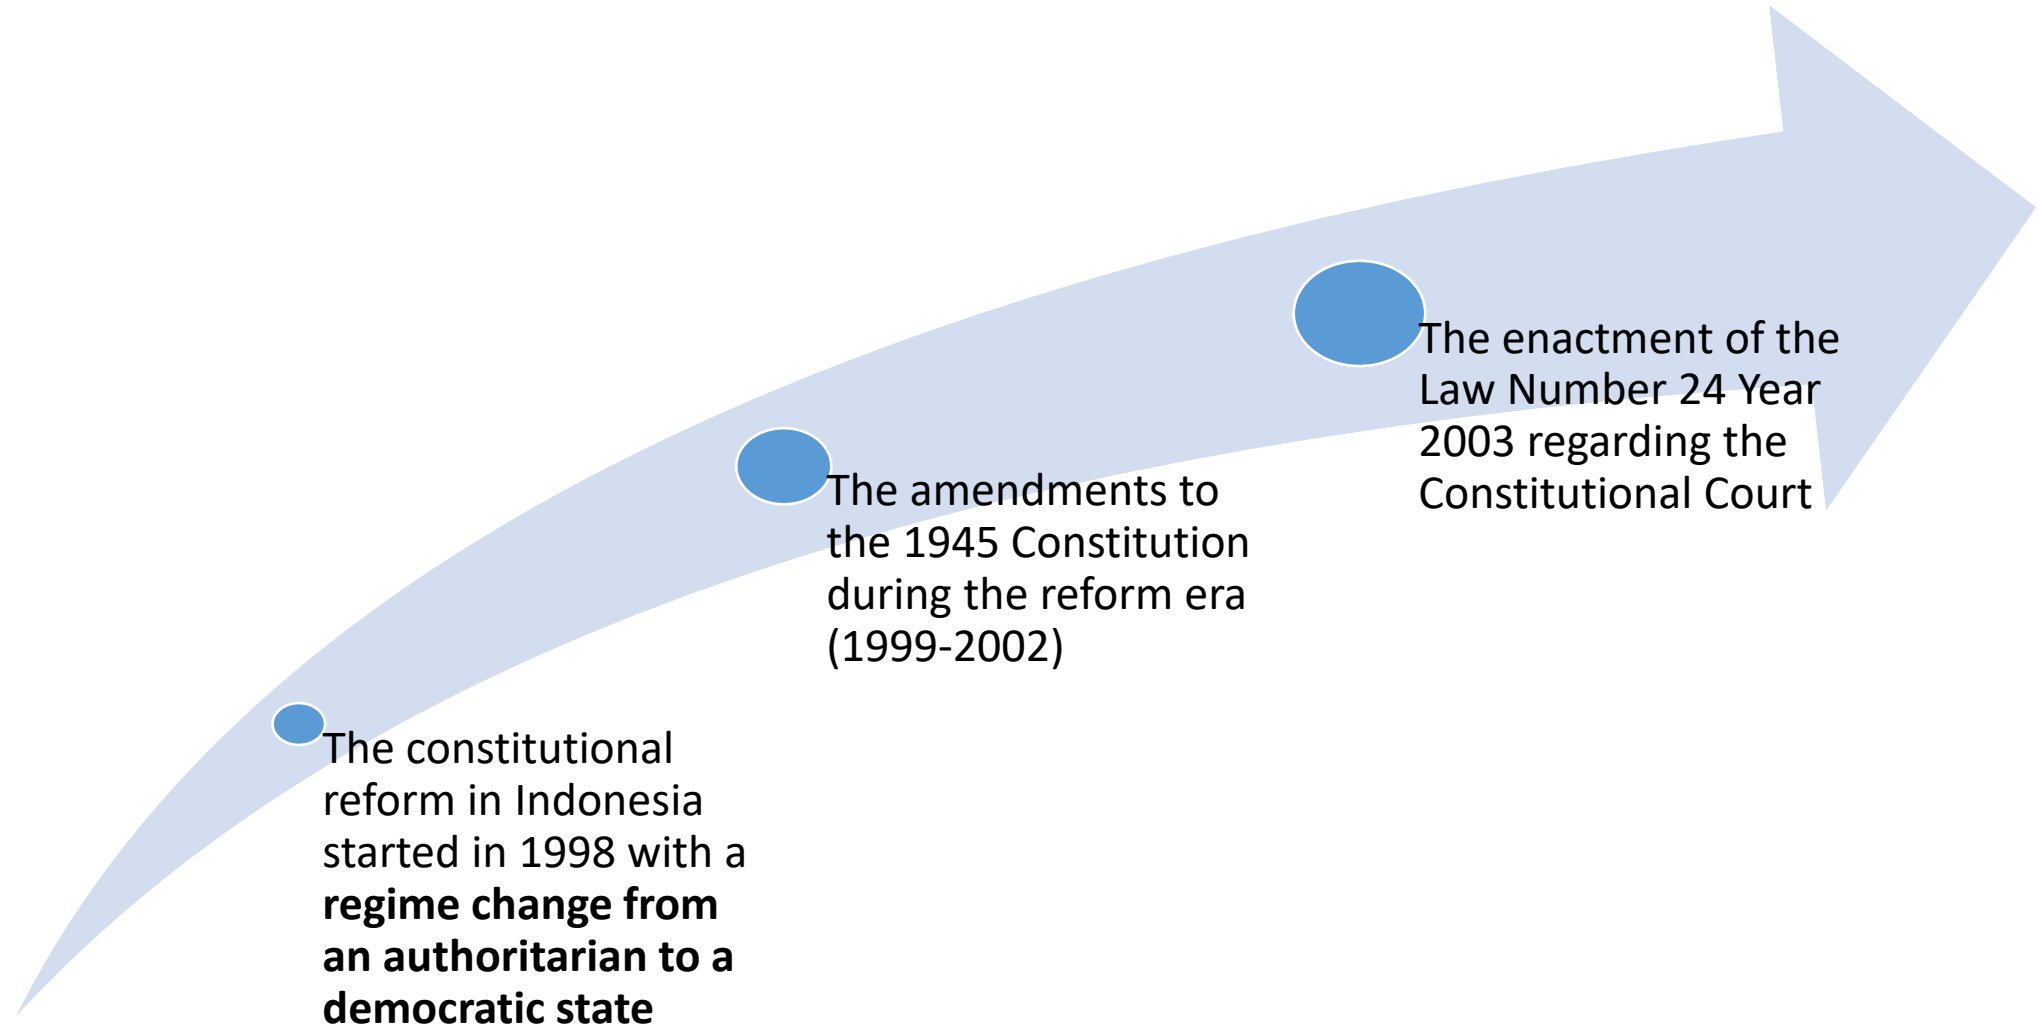 The constitutional
reform in Indonesia
started in 1998 with a
regime change from
an authoritarian to a
democratic state
The amendments to
the 1945 Constitution
during the reform era
(1999-2002)
The enactment of the
Law Number 24 Year
2003 regarding the
Constitutional Court